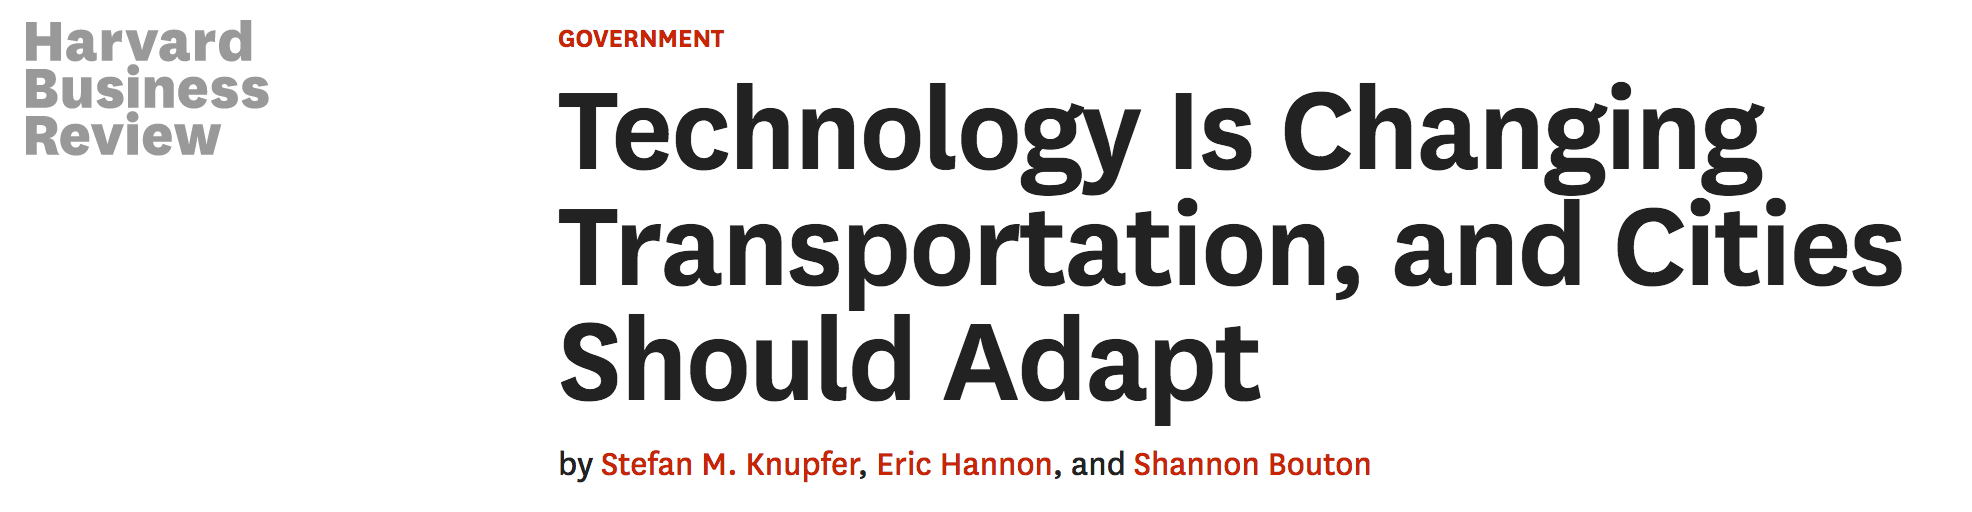 Harvard
Business
Review
GOVERNMENT
Technology Is Changing
Transportation, and Cities
Should Adapt
by Stefan M. Knupfer, Eric Hannon, and Shannon Bouton